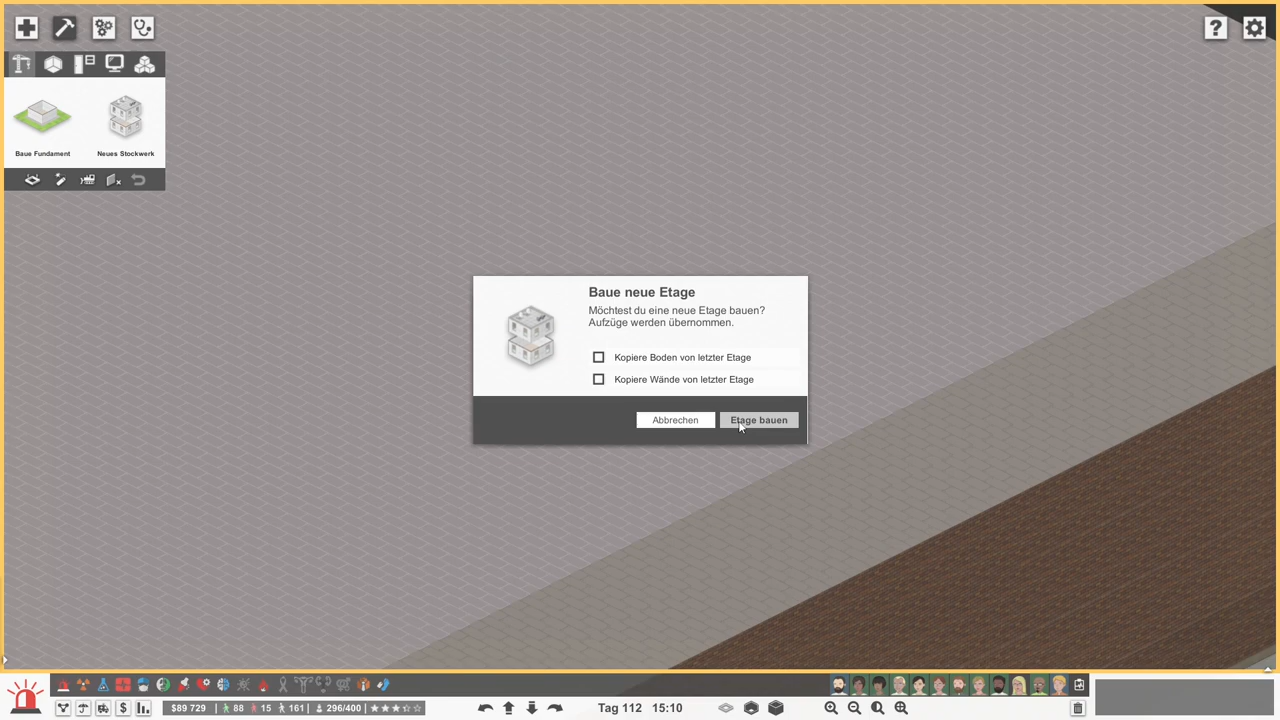 Baue Fundament
Neues Stockwerk
Baue neue Etage
Möchtest du eine neue Etage bauen?
Aufzüge werden übernommen.
Kopiere Boden von letzter Etage
Kopiere Wände von letzter Etage
Abbrechen
Etage bauen
$89 729 88 15 161 296/400
Tag 112 15:10